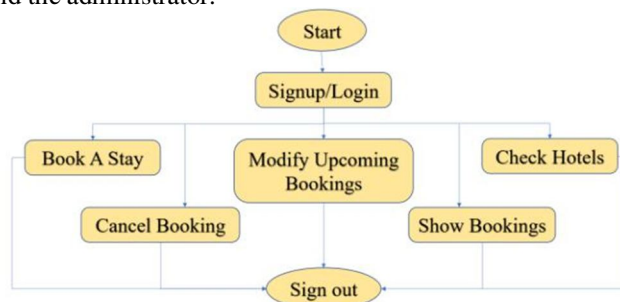 nd the administrator.
Start
Signup/Login
Book A Stay
Modify Upcoming
Bookings
Check Hotels
Cancel Booking
Show Bookings
Sign out